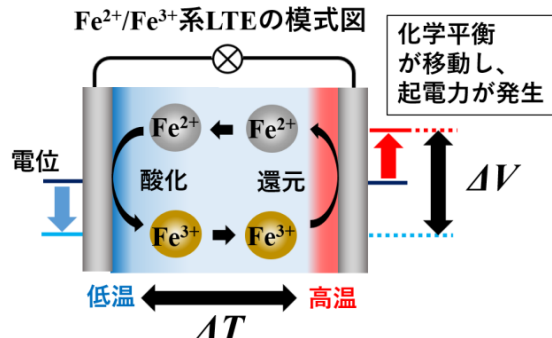 Fe²⁺/Fe³⁺系LTEの模式図
化学平衡
が移動し、
起電力が発生
Fe²⁺ Fe²⁺
電位
酸化 還元
ΔV
Fe³⁺ Fe³⁺
低温 高温
ΔT